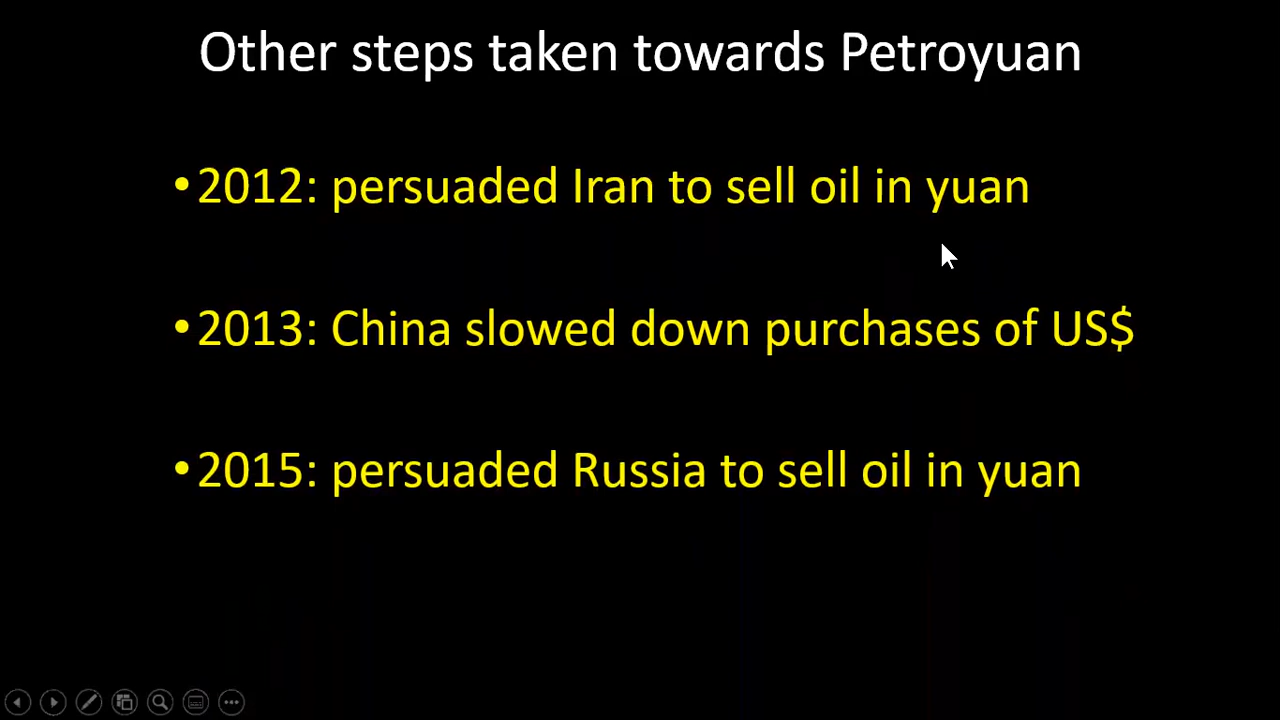 Other steps taken towards Petroyuan
•2012: persuaded Iran to sell oil in yuan
•2013: China slowed down purchases of US$
•2015: persuaded Russia to sell oil in yuan